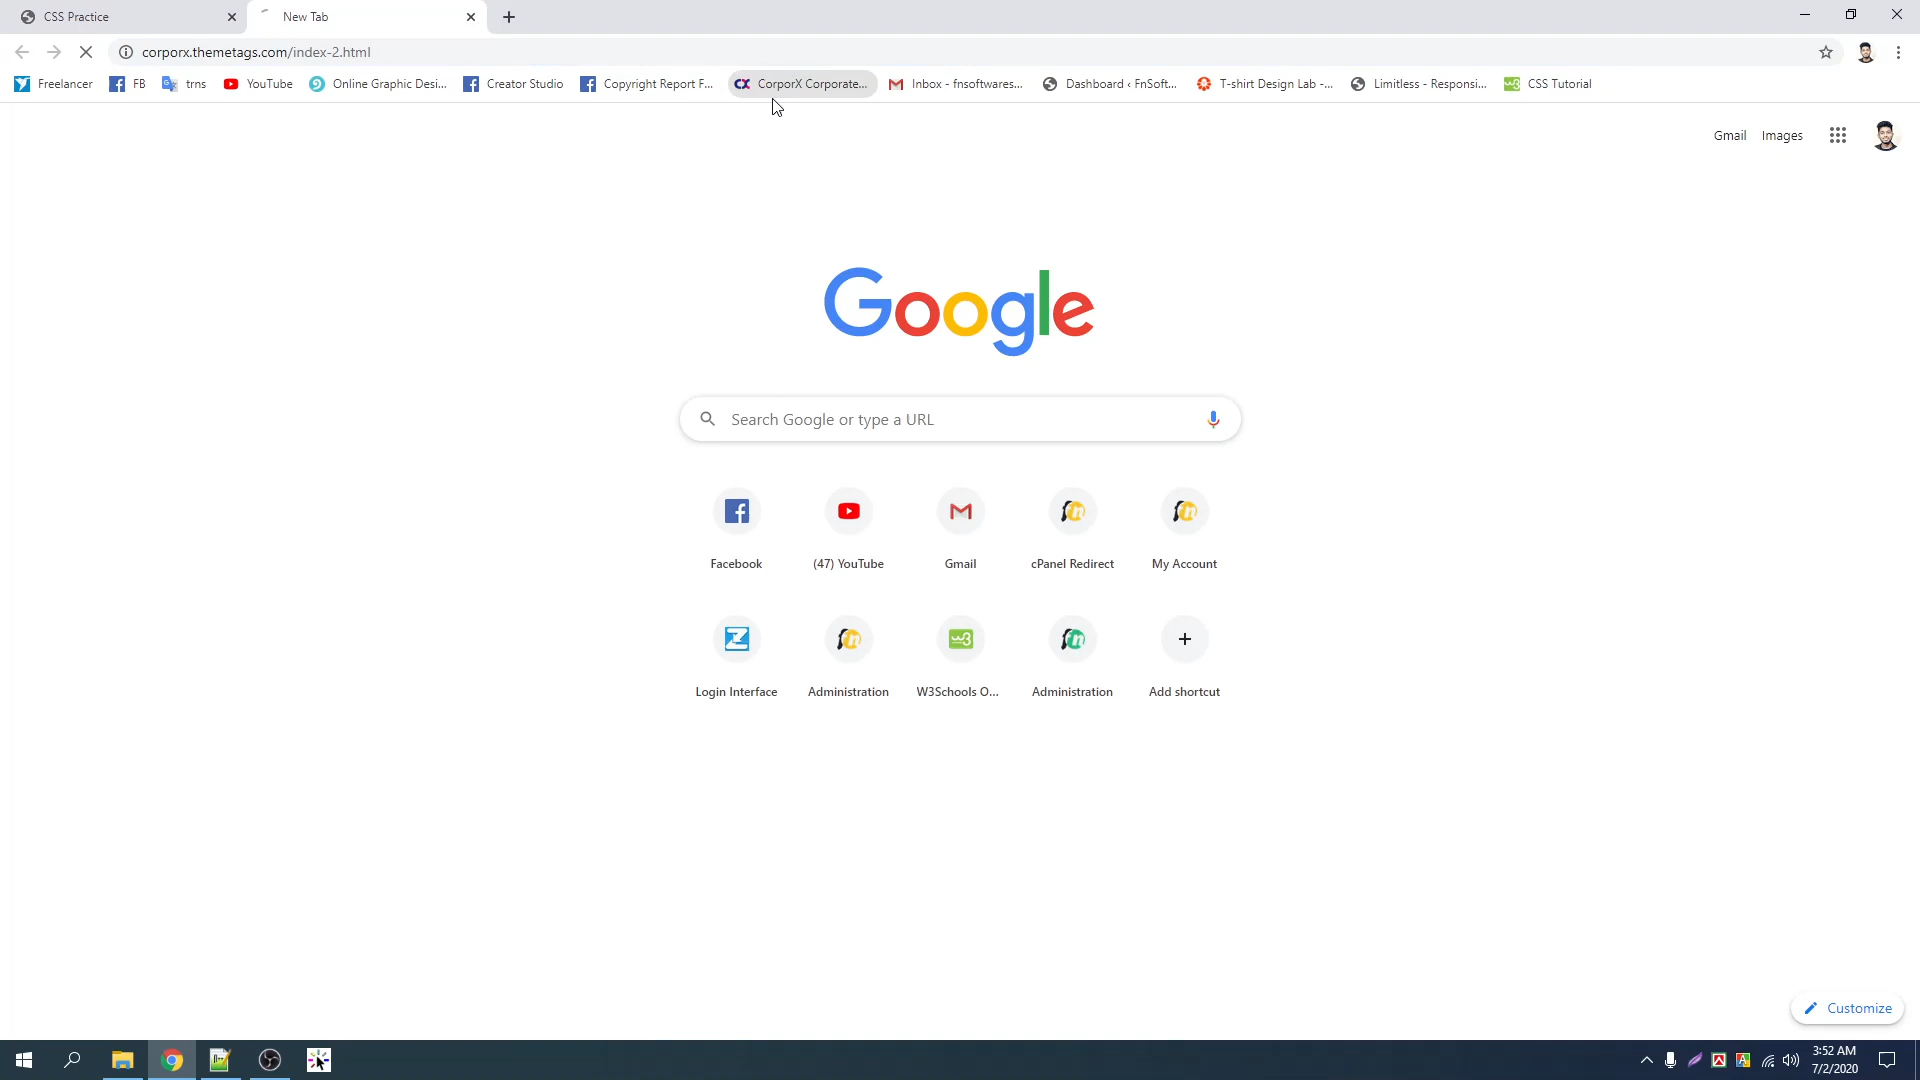 CSS Practice
New Tab
corporx.themetags.com/index-2.html
Freelancer
FB
trns
YouTube
Online Graphic Desi...
Creator Studio
Copyright Report F...
CX
CorporX Corporate...
Inbox - fnsoftwares...
Dashboard ‹ FnSoft...
T-shirt Design Lab -...
Limitless - Responsi...
w3
CSS Tutorial
Gmail Images
Google
Search Google or type a URL
Facebook
(47) YouTube
Gmail
cPanel Redirect
My Account
Login Interface
Administration
W3Schools O...
Administration
Add shortcut
Customize
3:52 AM
7/2/2020